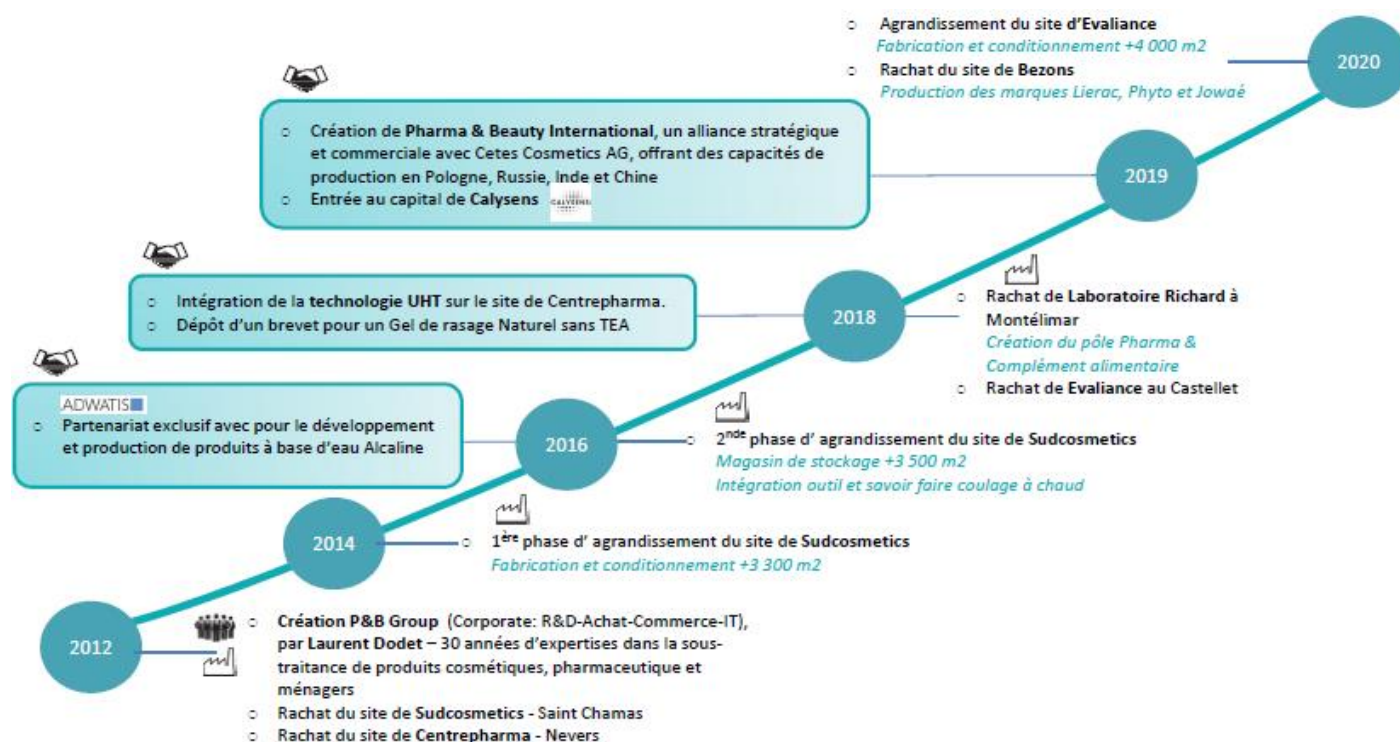 ○ Agrandissement du site d'Evaliance
Fabrication et conditionnement +4 000 m2
○ Rachat du site de Bezons
Production des marques Lierac, Phyto et Jowaé
2020
○ Création de Pharma & Beauty International, un alliance stratégique
et commerciale avec Cetes Cosmetics AG, offrant des capacités de
production en Pologne, Russie, Inde et Chine
○ Entrée au capital de Calysens CALYSENS
2019
○ Intégration de la technologie UHT sur le site de Centrepharma.
○ Dépôt d'un brevet pour un Gel de rasage Naturel sans TEA
2018
○ Rachat de Laboratoire Richard à
Montélimar
Création du pôle Pharma &
Complément alimentaire
○ Rachat de Evaliance au Castellet
ADWATIS
○ Partenariat exclusif avec pour le développement
et production de produits à base d'eau Alcaline
2016
○ 2nde phase d' agrandissement du site de Sudcosmetics
Magasin de stockage +3 500 m2
Intégration outil et savoir faire coulage à chaud
2014
○ 1ère phase d' agrandissement du site de Sudcosmetics
Fabrication et conditionnement +3 300 m2
2012
○ Création P&B Group (Corporate: R&D-Achat-Commerce-IT),
par Laurent Dodet – 30 années d'expertises dans la sous-
traitance de produits cosmétiques, pharmaceutique et
ménagers
○ Rachat du site de Sudcosmetics - Saint Chamas
○ Rachat du site de Centrepharma - Nevers